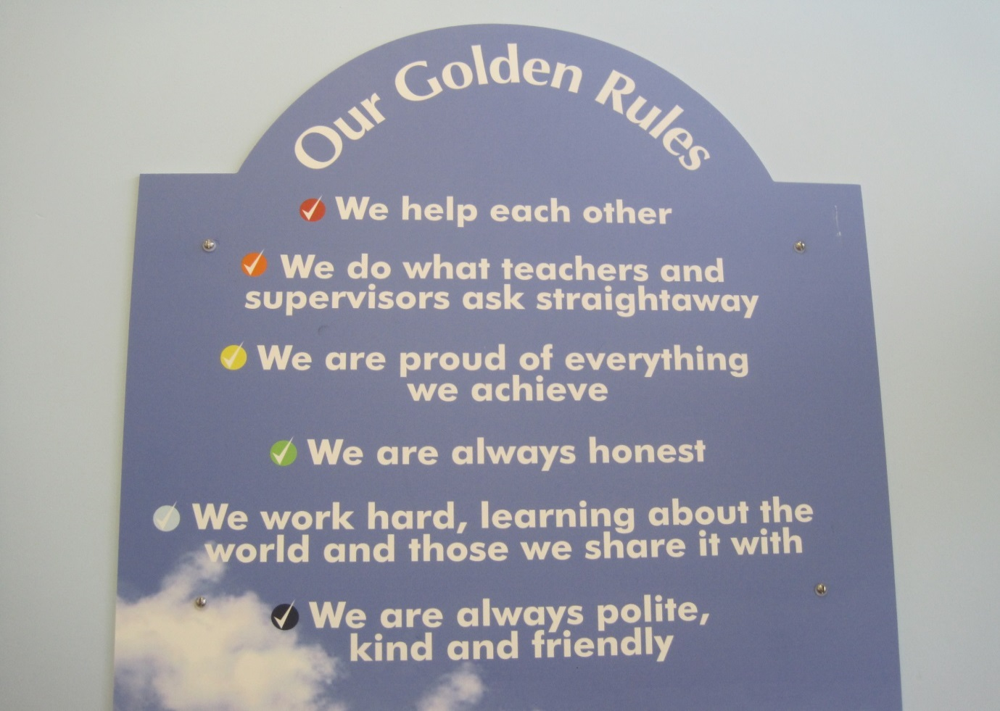 Our Golden Rules
We help each other
We do what teachers and
supervisors ask straightaway
We are proud of everything
we achieve
We are always honest
We work hard, learning about the
world and those we share it with
We are always polite,
kind and friendly